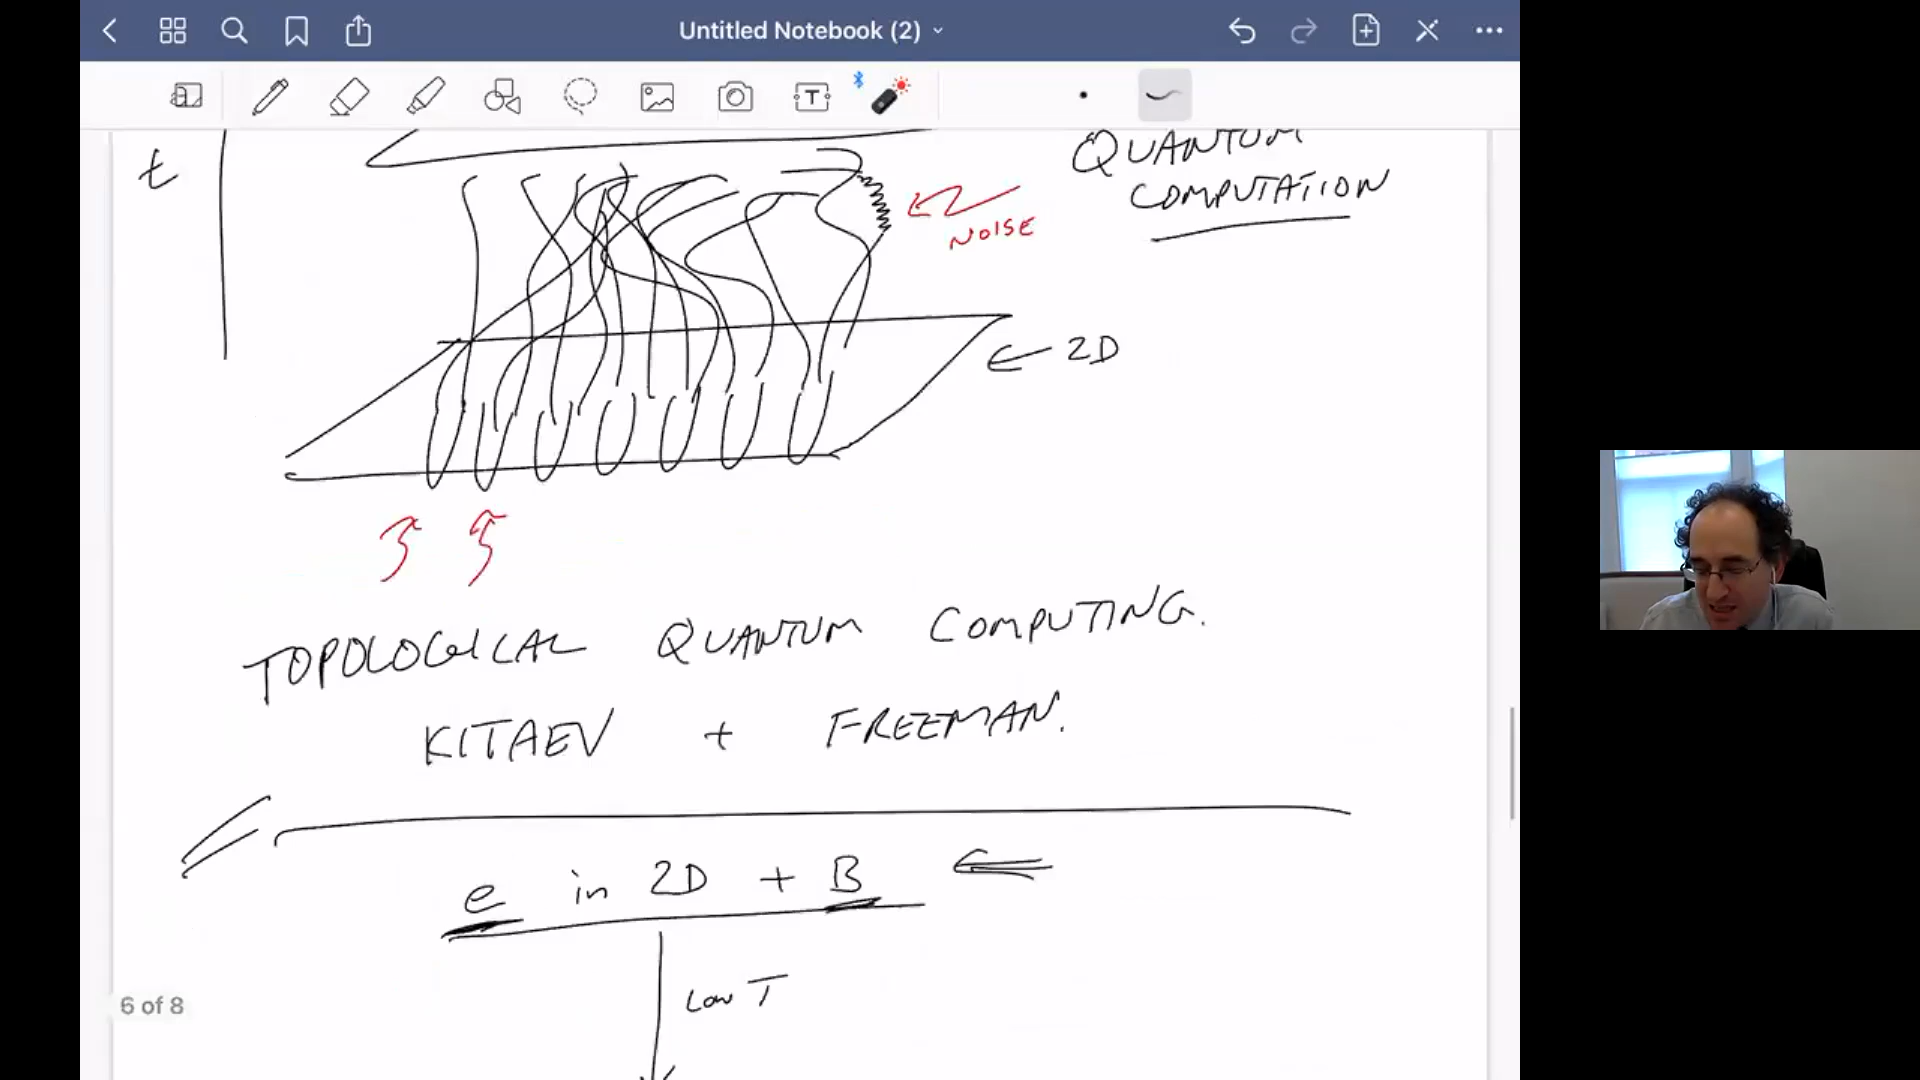 Untitled Notebook (2)
T
t
QUANTUM
COMPUTATION
NOISE
2D
TOPOLOGICAL QUANTUM COMPUTING.
KITAEV + FREEMAN.
e in 2D + B
Low T
6 of 8